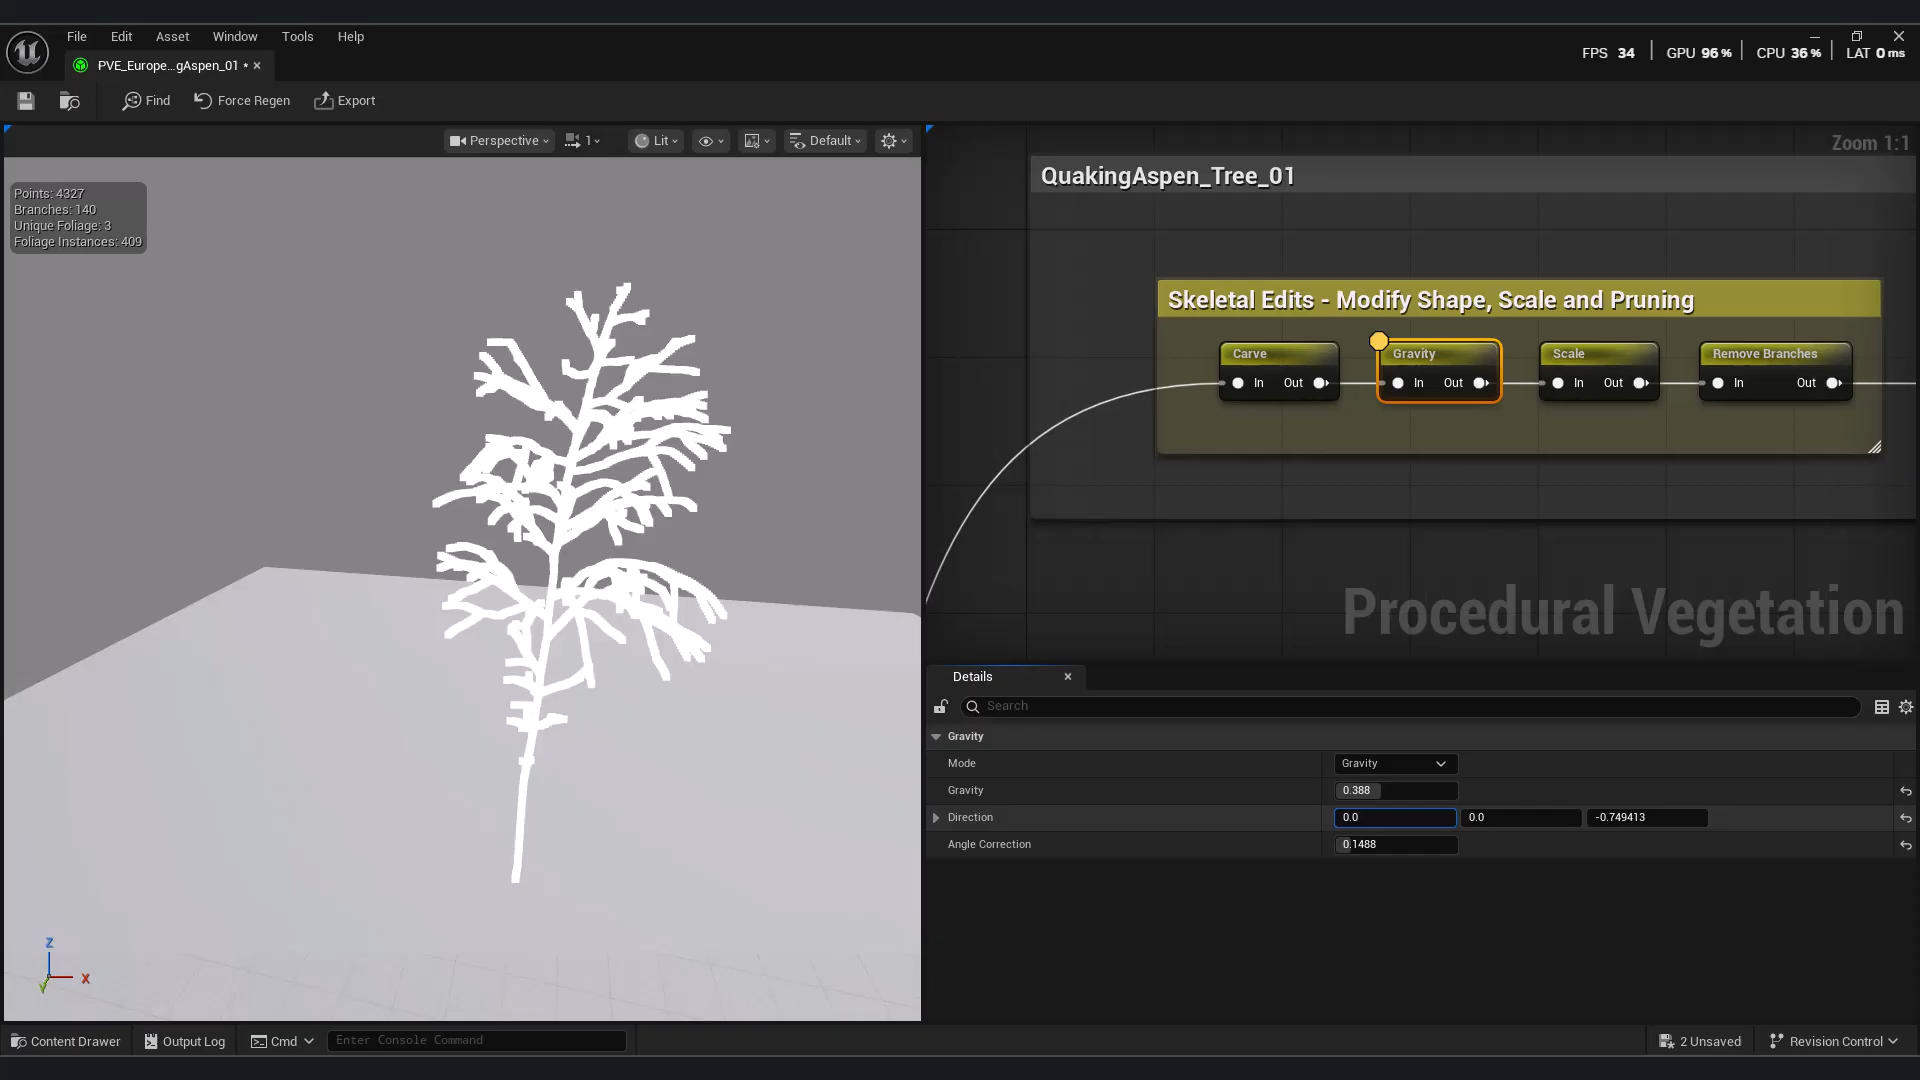 File Edit Asset Window Tools Help
FPS 34 GPU 96 % CPU 36 % LAT 0 ms
PVE_Europe...gAspen_01 •
Find Force Regen Export
Perspective 1 Lit Default
Zoom 1:1
QuakingAspen_Tree_01
Points: 4327
Branches: 140
Unique Foliage: 3
Foliage Instances: 409
Skeletal Edits - Modify Shape, Scale and Pruning
Carve Gravity Scale Remove Branches
In Out In Out In Out In Out
Procedural Vegetation
Details
Search
Gravity
Mode Gravity
Gravity 0.388
Direction 0.0 0.0 -0.749413
Angle Correction 0.1488
Z
X
Y
Content Drawer Output Log Cmd Enter Console Command 2 Unsaved Revision Control